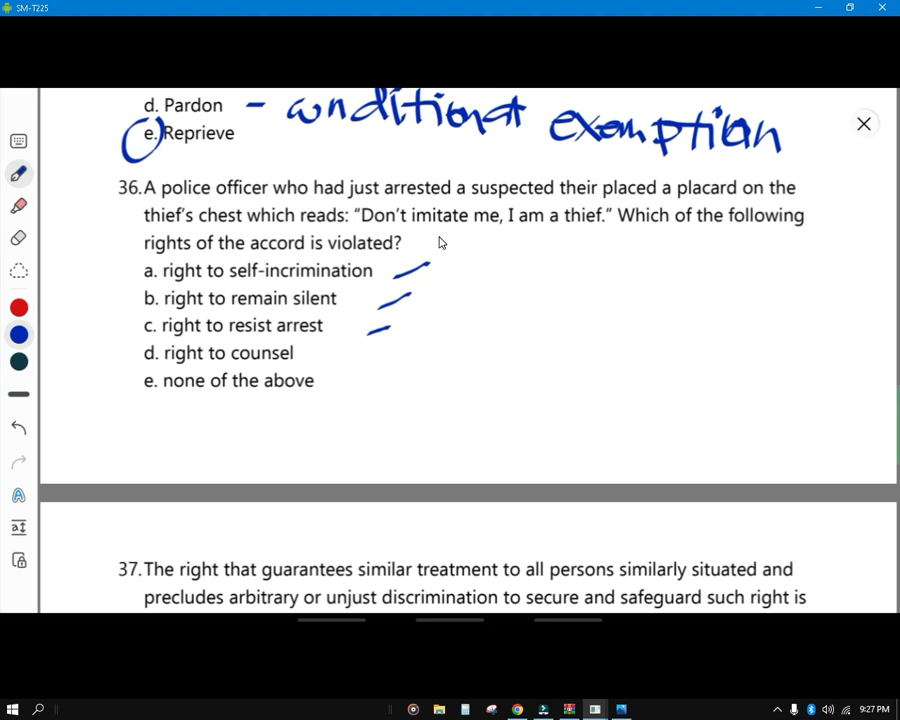 SM-T225
d. Pardon - conditional exemption
e. Reprieve
36. A police officer who had just arrested a suspected their placed a placard on the
thief's chest which reads: “Don't imitate me, I am a thief.” Which of the following
rights of the accord is violated?
a. right to self-incrimination
b. right to remain silent
c. right to resist arrest
d. right to counsel
e. none of the above
37. The right that guarantees similar treatment to all persons similarly situated and
precludes arbitrary or unjust discrimination to secure and safeguard such right is
9:27 PM